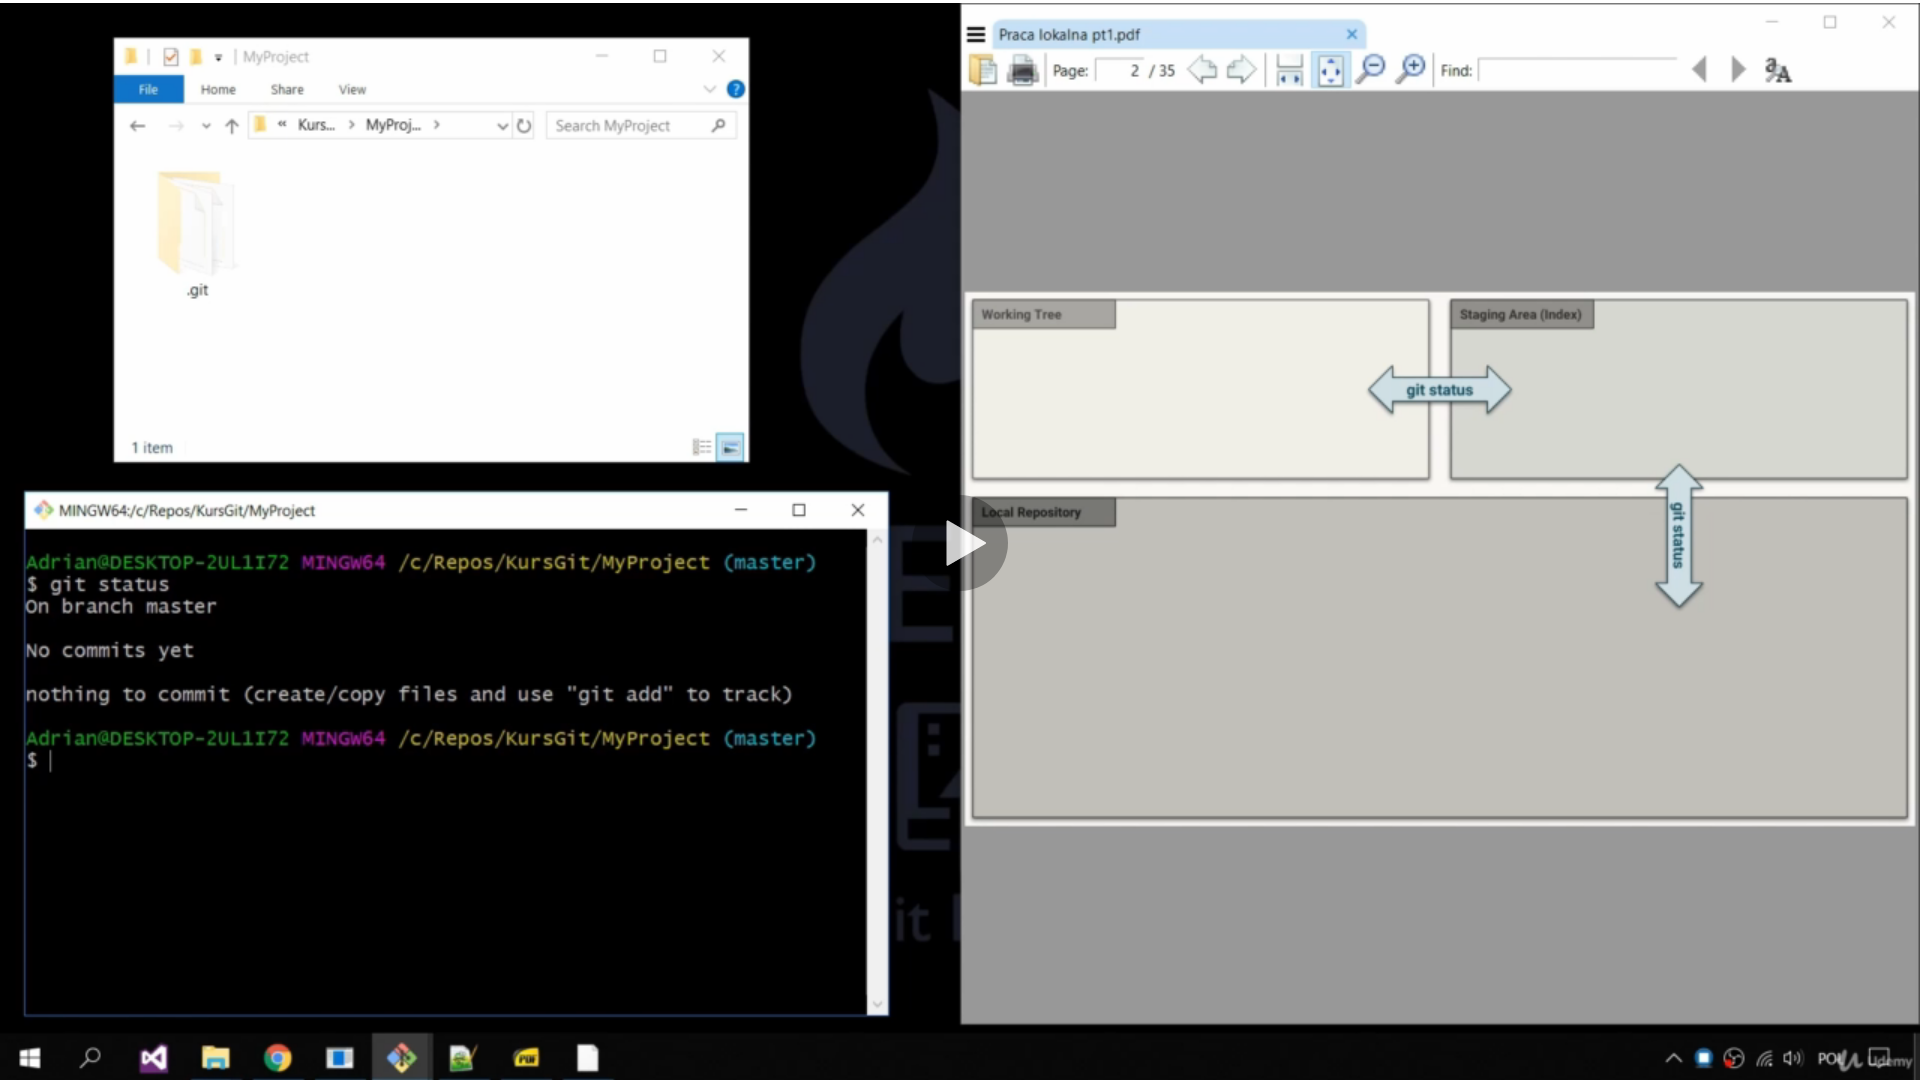 MyProject
File Home Share View
« Kurs... > MyProj... >
Search MyProject
.git
1 item
MINGW64:/c/Repos/KursGit/MyProject
Adrian@DESKTOP-2UL1I72 MINGW64 /c/Repos/KursGit/MyProject (master)
$ git status
On branch master
No commits yet
nothing to commit (create/copy files and use "git add" to track)
Adrian@DESKTOP-2UL1I72 MINGW64 /c/Repos/KursGit/MyProject (master)
$
Praca lokalna pt1.pdf
Page: 2 / 35 Find:
Working Tree
Staging Area (Index)
git status
git status
Local Repository
it
PDF
Udemy